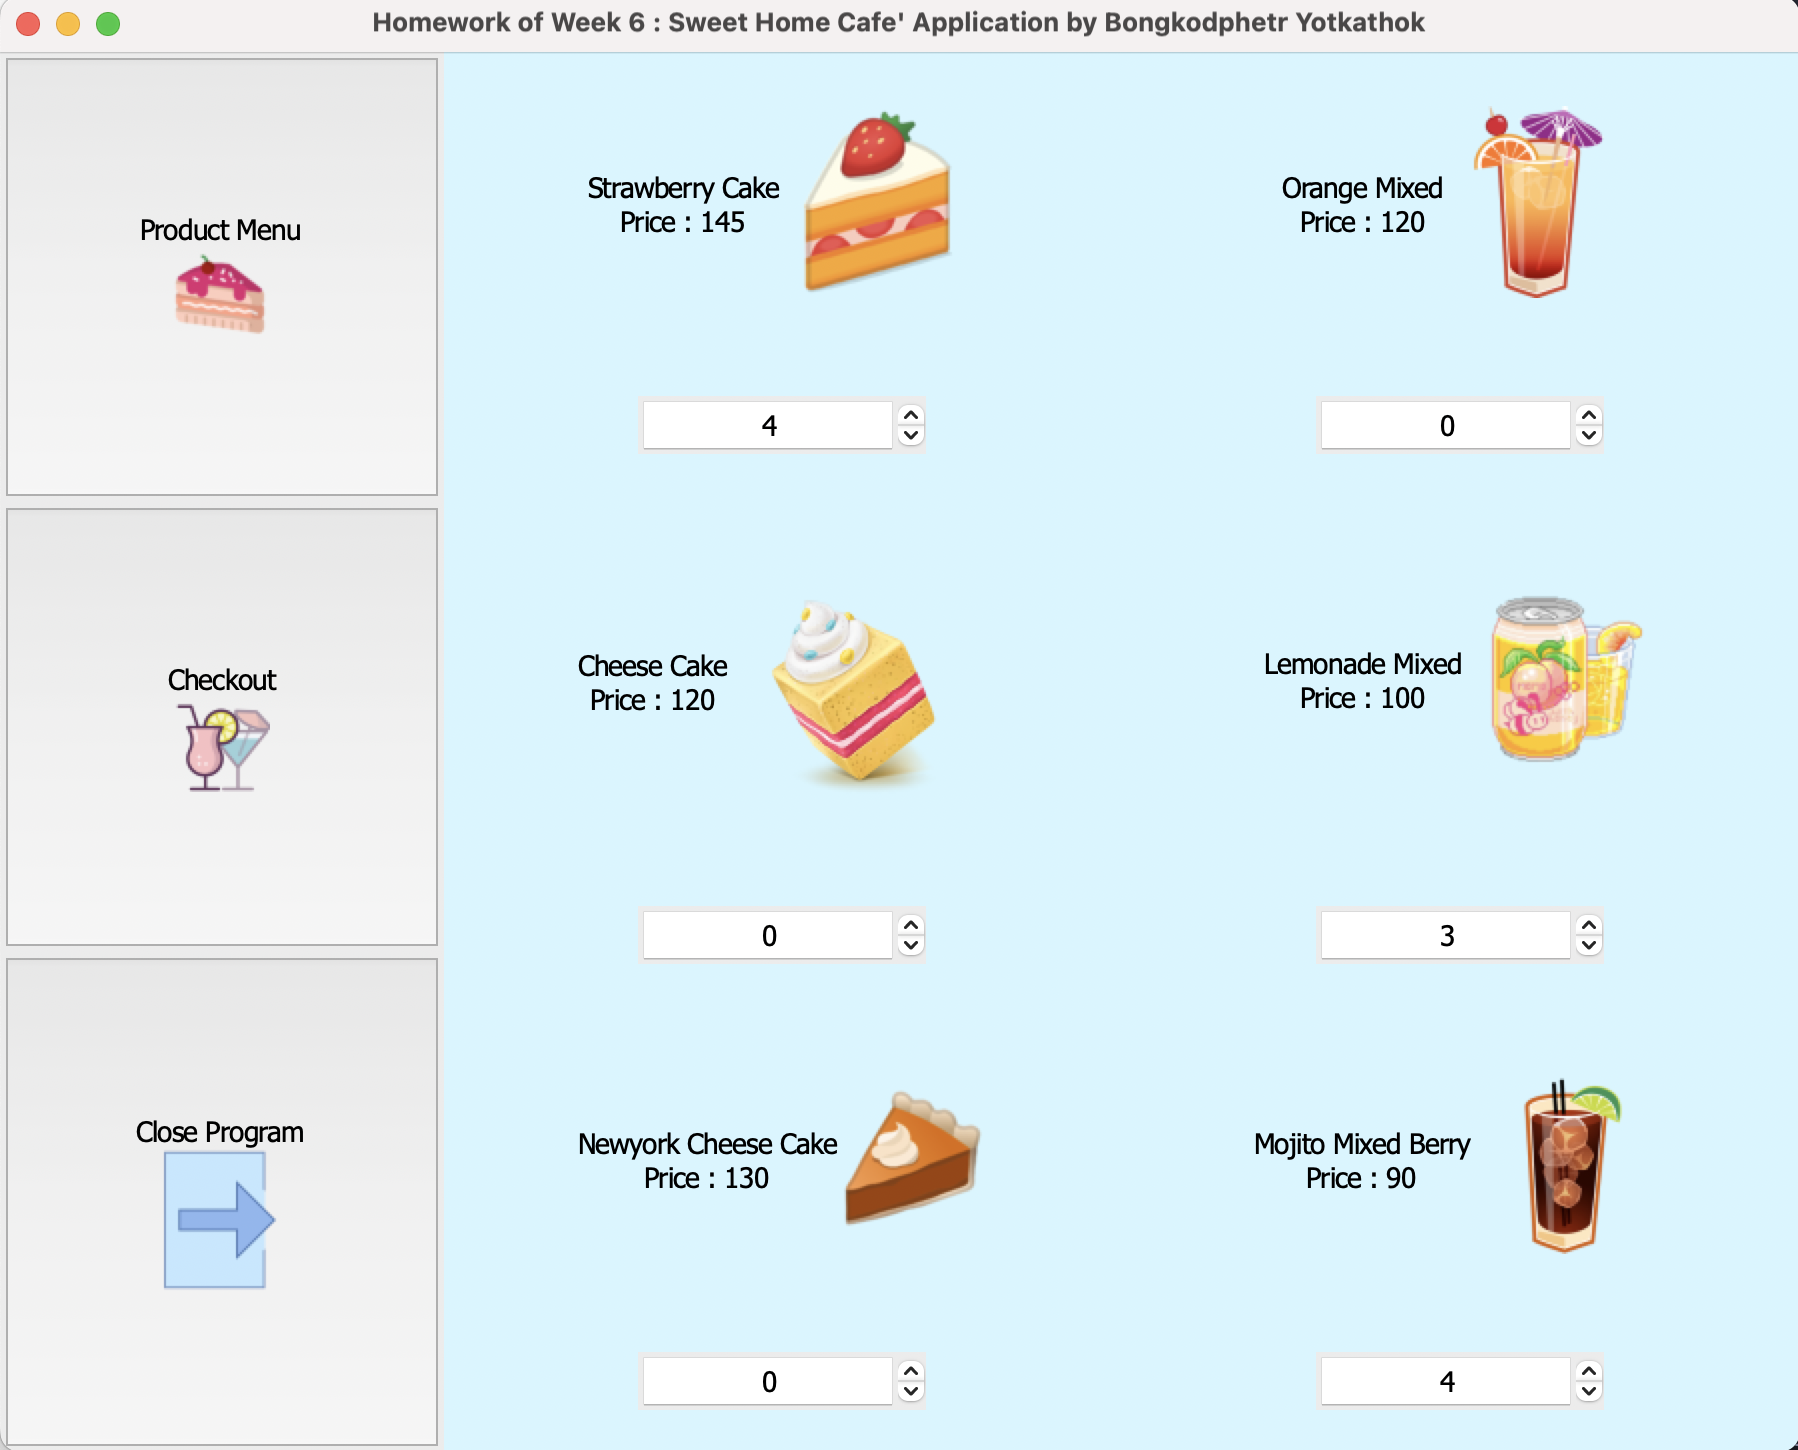 Homework of Week 6 : Sweet Home Cafe' Application by Bongkodphetr Yotkathok
Product Menu
Checkout
Close Program
Strawberry Cake
Price : 145
4
Orange Mixed
Price : 120
0
Cheese Cake
Price : 120
0
Lemonade Mixed
Price : 100
3
Newyork Cheese Cake
Price : 130
0
Mojito Mixed Berry
Price : 90
4